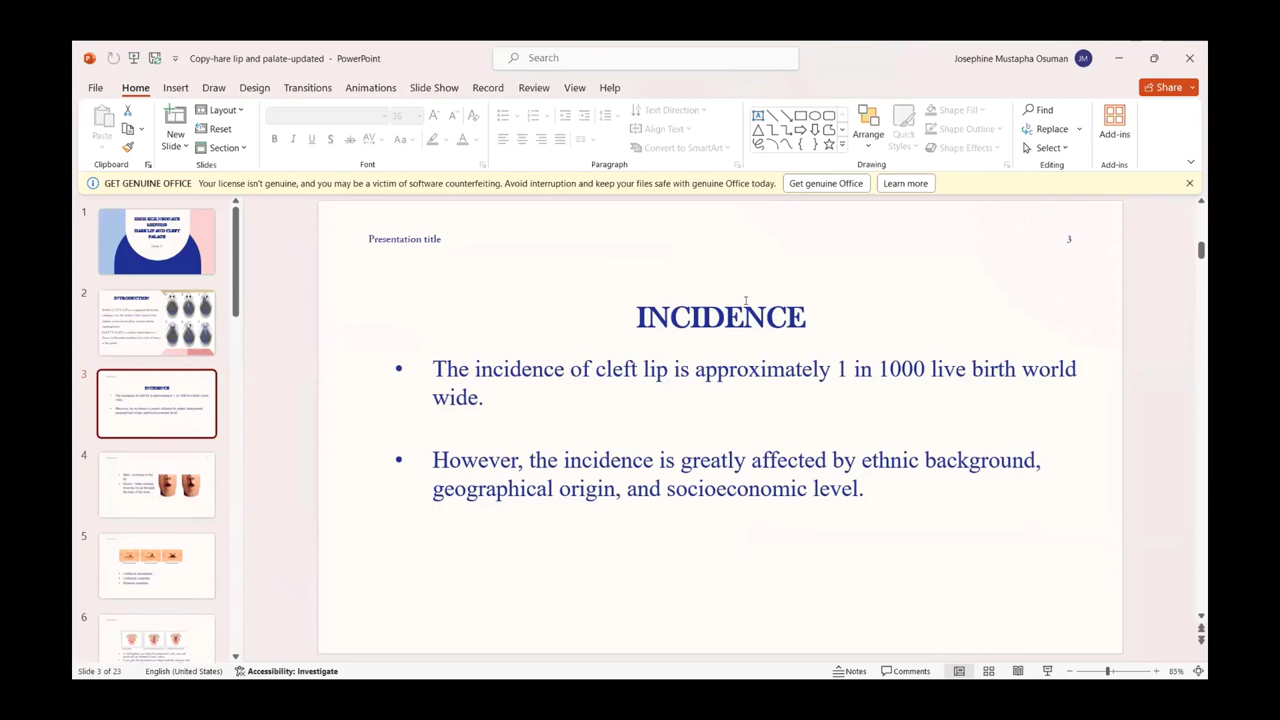 Copy-hare lip and palate-updated - PowerPoint
Search
Josephine Mustapha Osuman
JM
File Home Insert Draw Design Transitions Animations Slide Show Record Review View Help
Share
Paste
New Slide
Layout
Reset
Section
36
Text Direction
Align Text
Convert to SmartArt
Arrange
Quick Styles
Shape Fill
Shape Outline
Shape Effects
Find
Replace
Select
Add-ins
Clipboard Slides Font Paragraph Drawing Editing Add-ins
GET GENUINE OFFICE Your license isn't genuine, and you may be a victim of software counterfeiting. Avoid interruption and keep your files safe with genuine Office today. Get genuine Office Learn more
1
2
INTRODUCTION
3
INCIDENCE
4
5
6
Presentation title
3
INCIDENCE
• The incidence of cleft lip is approximately 1 in 1000 live birth world
wide.
• However, the incidence is greatly affected by ethnic background,
geographical origin, and socioeconomic level.
Slide 3 of 23 English (United States) Accessibility: Investigate Notes Comments 85%